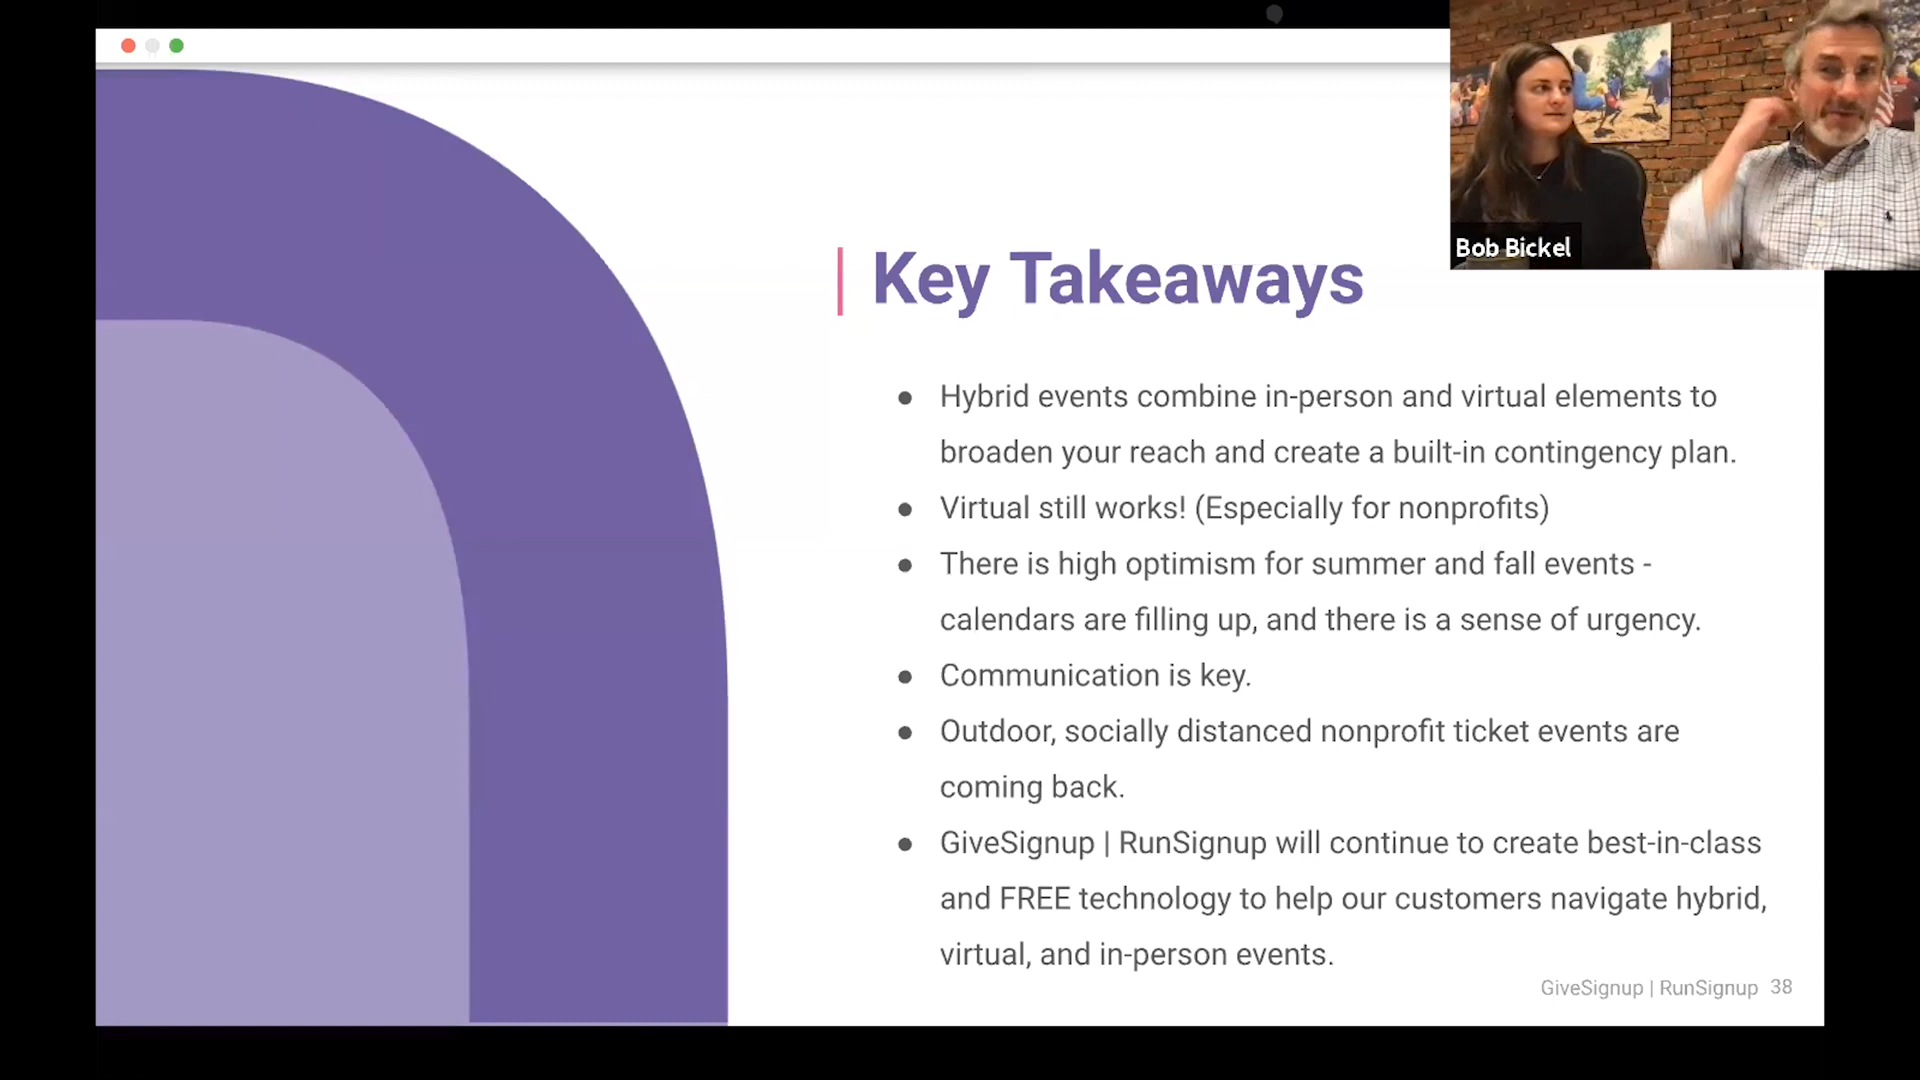 Bob Bickel
Key Takeaways
● Hybrid events combine in-person and virtual elements to
broaden your reach and create a built-in contingency plan.
● Virtual still works! (Especially for nonprofits)
● There is high optimism for summer and fall events -
calendars are filling up, and there is a sense of urgency.
● Communication is key.
● Outdoor, socially distanced nonprofit ticket events are
coming back.
● GiveSignup | RunSignup will continue to create best-in-class
and FREE technology to help our customers navigate hybrid,
virtual, and in-person events.
GiveSignup | RunSignup 38